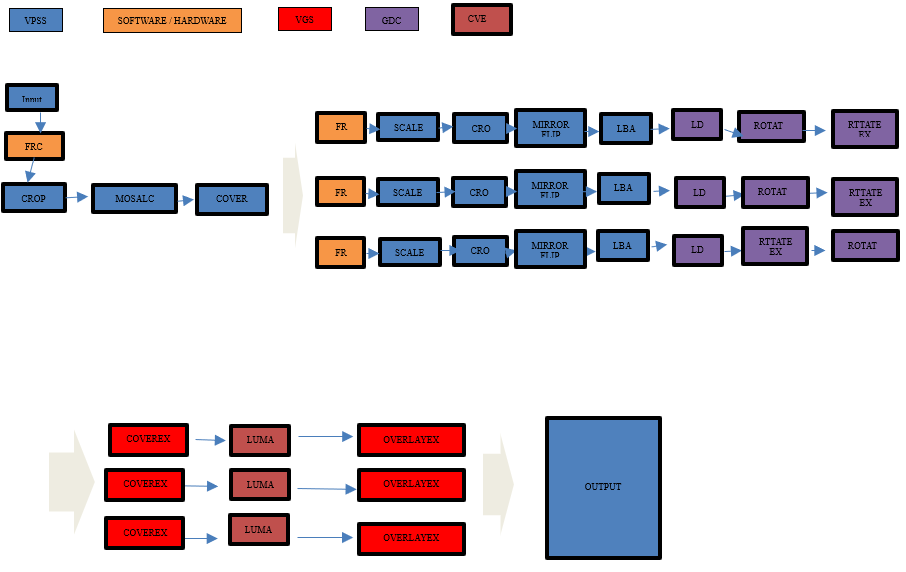 VPSS
SOFTWARE / HARDWARE
VGS
GDC
CVE
Input
FRC
CROP
MOSALC
COVER
FR
SCALE
CRO
MIRROR
FLIP
LBA
LD
ROTAT
RTTATE
EX
FR
SCALE
CRO
MIRROR
FLIP
LBA
LD
ROTAT
RTTATE
EX
FR
SCALE
CRO
MIRROR
FLIP
LBA
LD
RTTATE
EX
ROTAT
COVEREX
LUMA
OVERLAYEX
COVEREX
LUMA
OVERLAYEX
COVEREX
LUMA
OVERLAYEX
OUTPUT